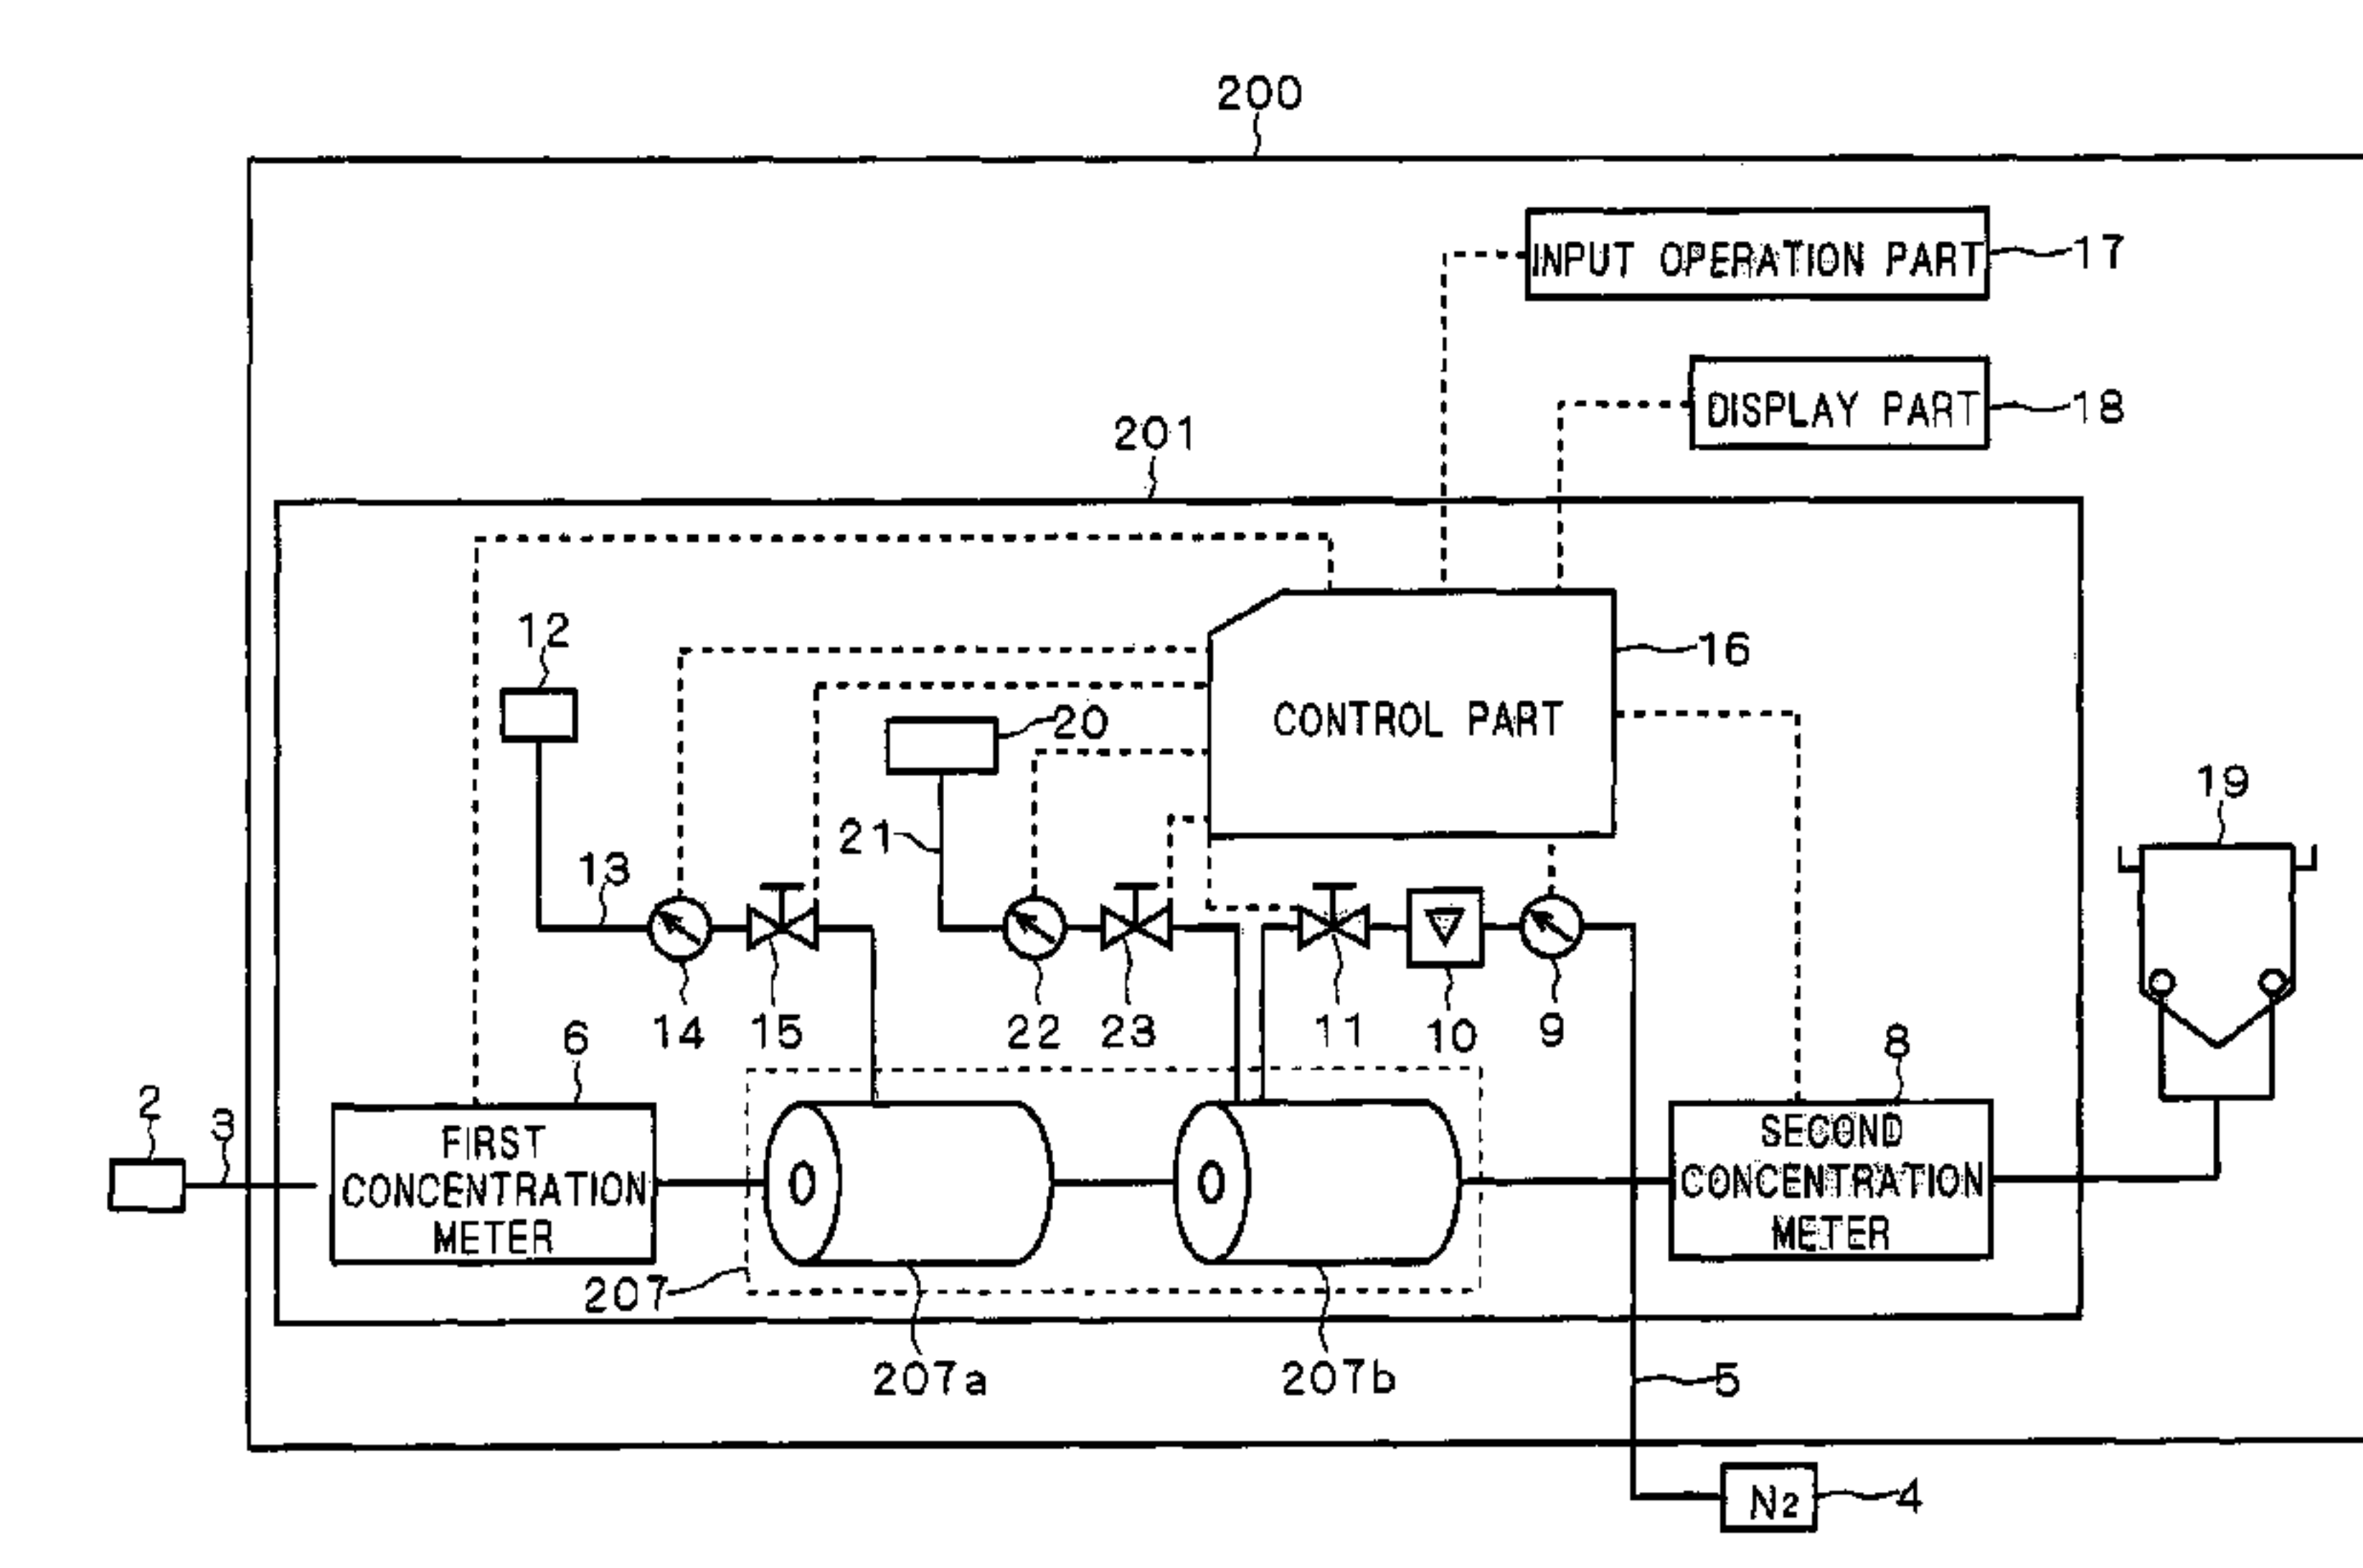 200
INPUT OPERATION PART
17
DISPLAY PART
18
201
12
16
CONTROL PART
20
19
21
13
14
15
22
23
11
10
9
6
8
2
3
FIRST
CONCENTRATION
METER
SECOND
CONCENTRATION
METER
207
207a
207b
5
N2
4